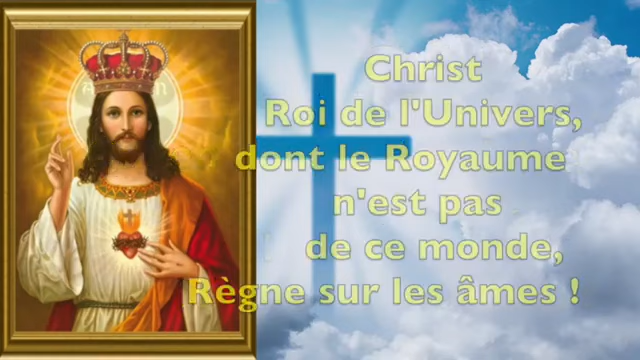 Christ
Roi de l'Univers,
dont le Royaume
n'est pas
de ce monde,
Règne sur les âmes !